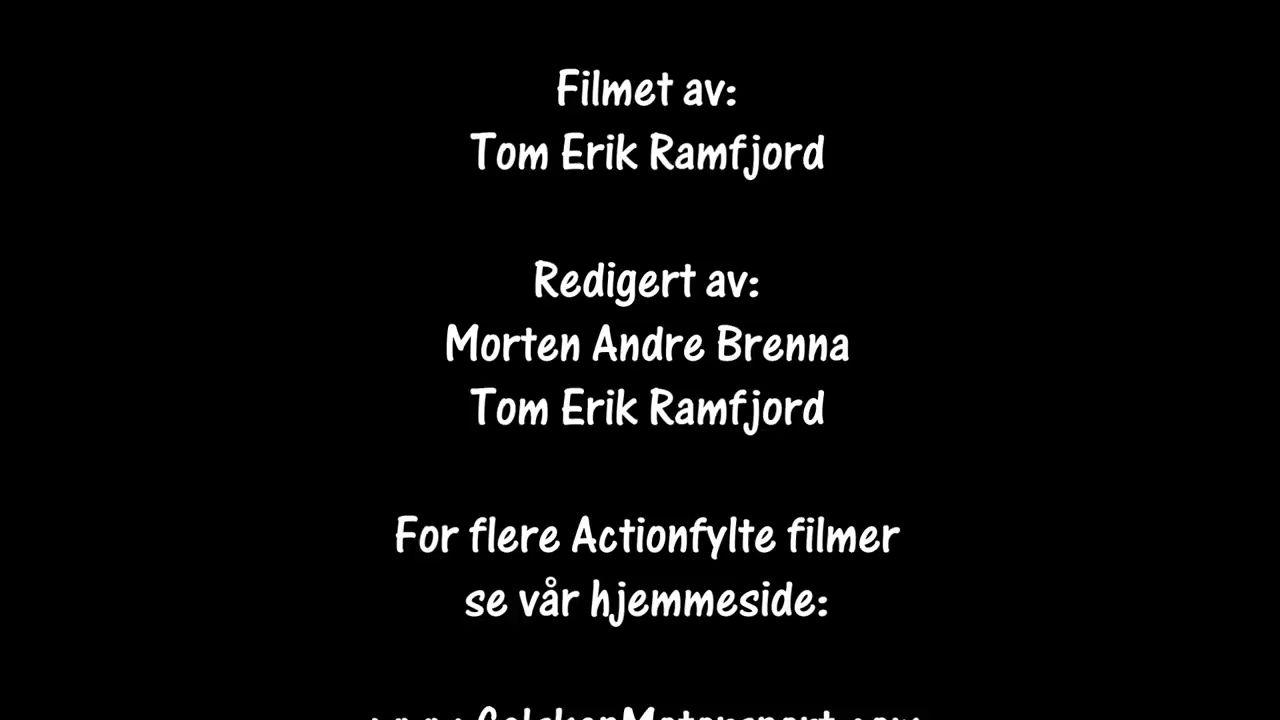 Filmet av:
Tom Erik Ramfjord
Redigert av:
Morten Andre Brenna
Tom Erik Ramfjord
For flere Actionfylte filmer
se vår hjemmeside: